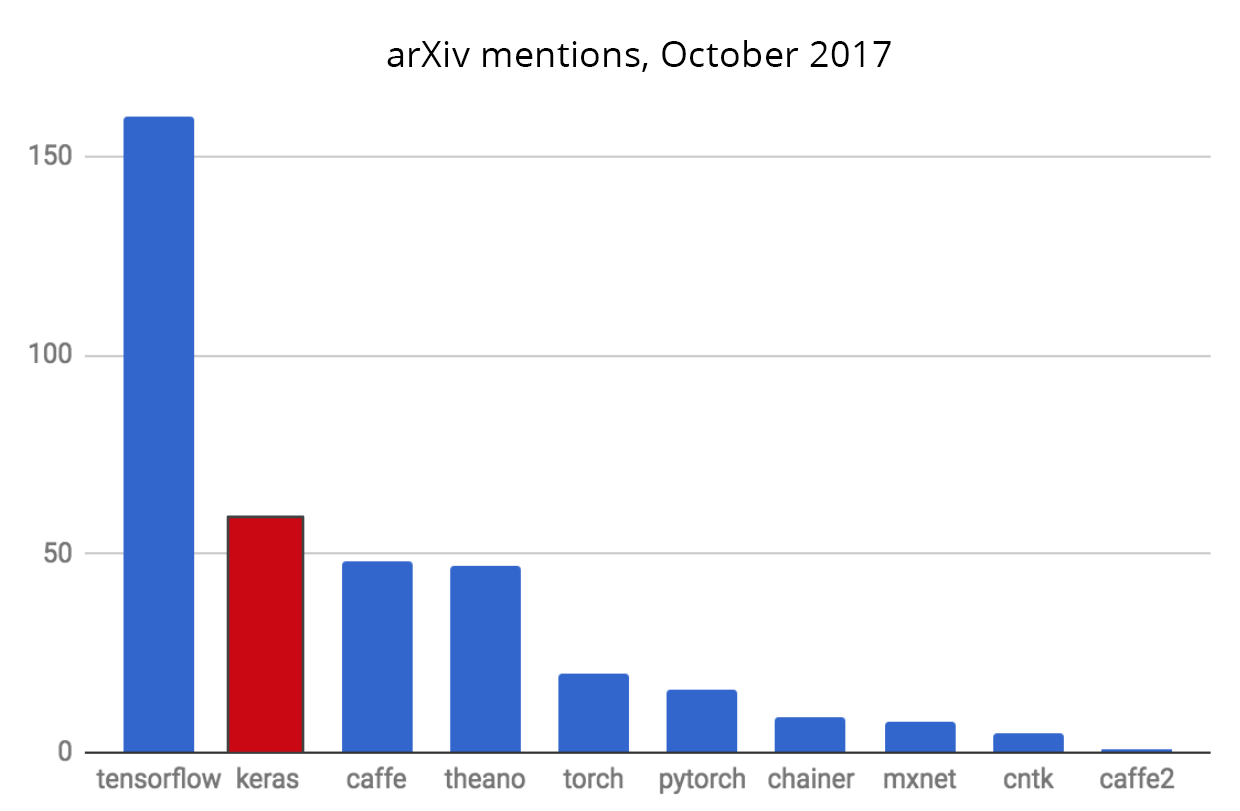 arXiv mentions, October 2017
150
100
50
0
tensorflow keras caffe theano torch pytorch chainer mxnet cntk caffe2